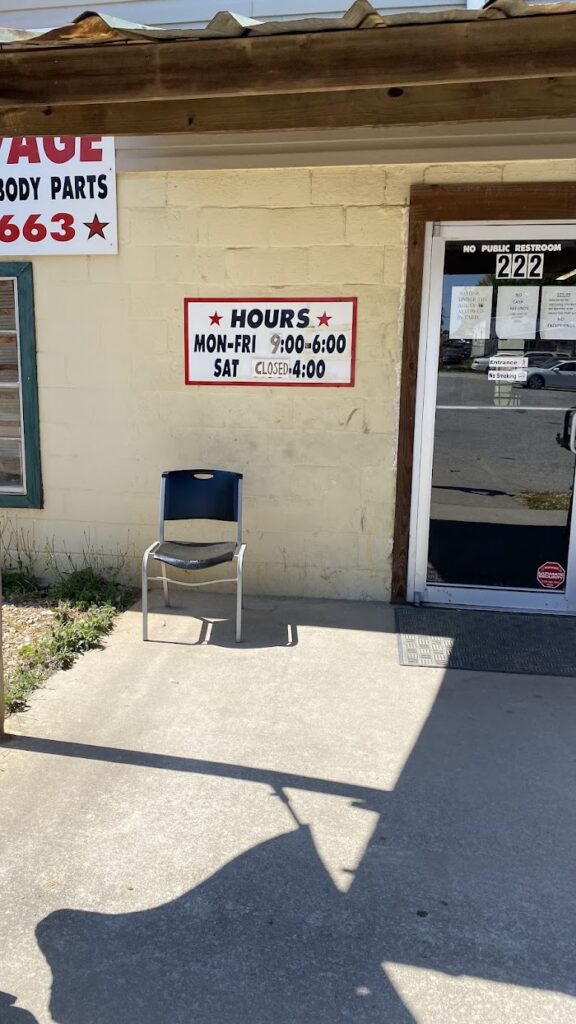 VAGE
BODY PARTS
663 ★
★ HOURS ★
MON-FRI 9:00-6:00
SAT CLOSED-4:00
NO PUBLIC RESTROOM
222
NO
CASH
REFUNDS
NO
Entrance
No Smoking